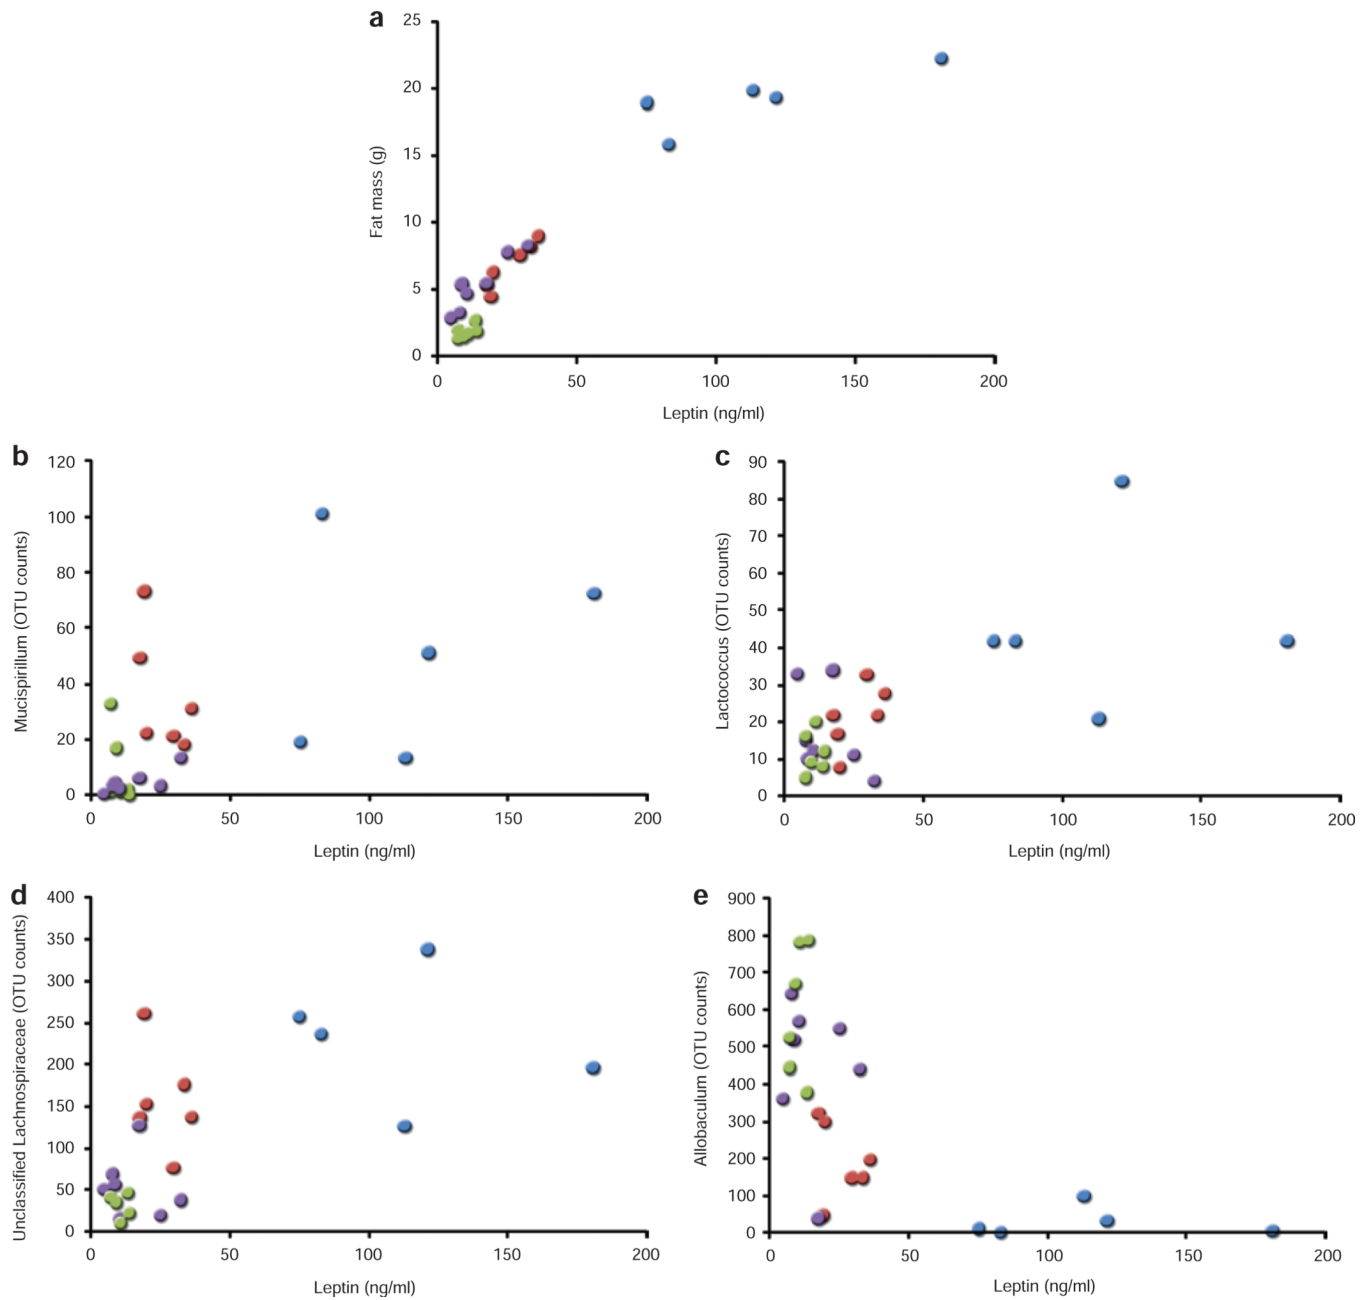 a
25
20
15
10
5
0
Fat mass (g)
0 50 100 150 200
Leptin (ng/ml)
b
120
100
80
60
40
20
0
Mucispirillum (OTU counts)
0 50 100 150 200
Leptin (ng/ml)
c
90
80
70
60
50
40
30
20
10
0
Lactococcus (OTU counts)
0 50 100 150 200
Leptin (ng/ml)
d
400
350
300
250
200
150
100
50
0
Unclassified Lachnospiraceae (OTU counts)
0 50 100 150 200
Leptin (ng/ml)
e
900
800
700
600
500
400
300
200
100
0
Allobaculum (OTU counts)
0 50 100 150 200
Leptin (ng/ml)